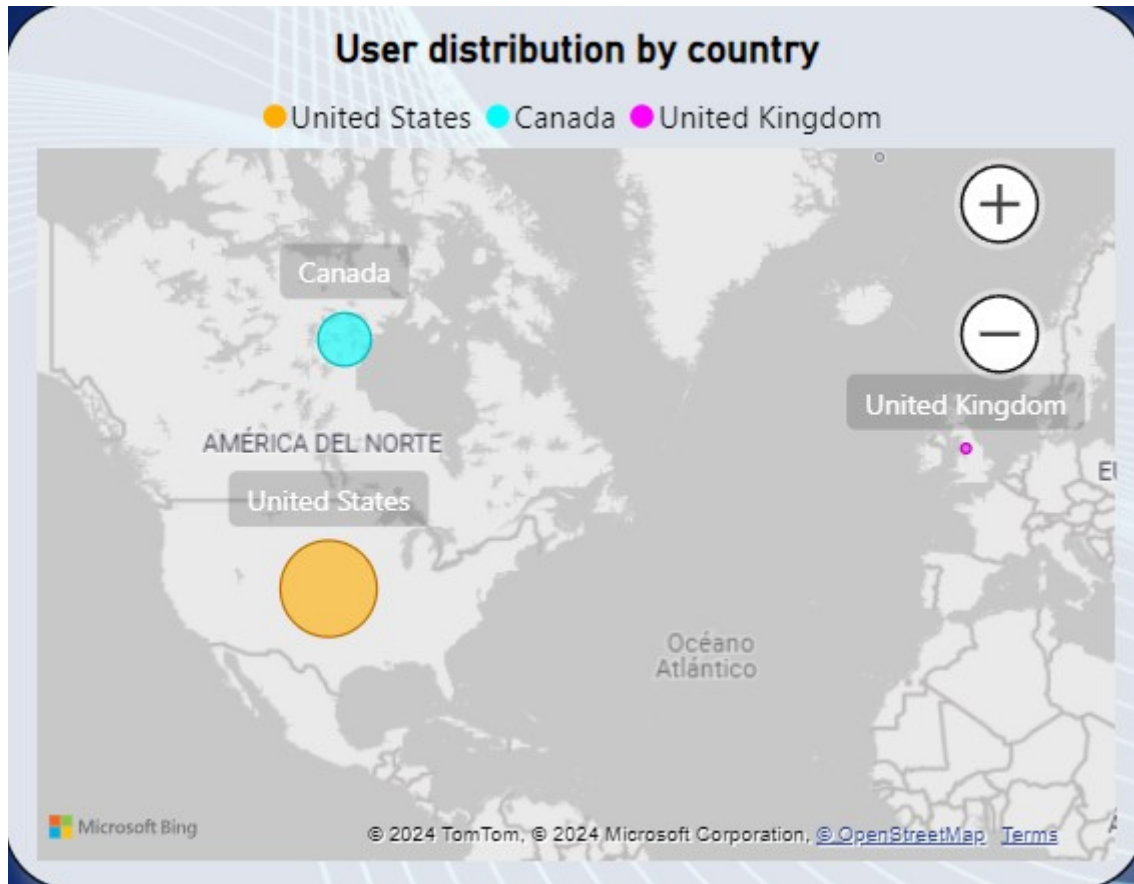 User distribution by country
United States Canada United Kingdom
Canada
United Kingdom
AMÉRICA DEL NORTE
EU
United States
Océano
Atlántico
Microsoft Bing
© 2024 TomTom, © 2024 Microsoft Corporation, © OpenStreetMap Terms